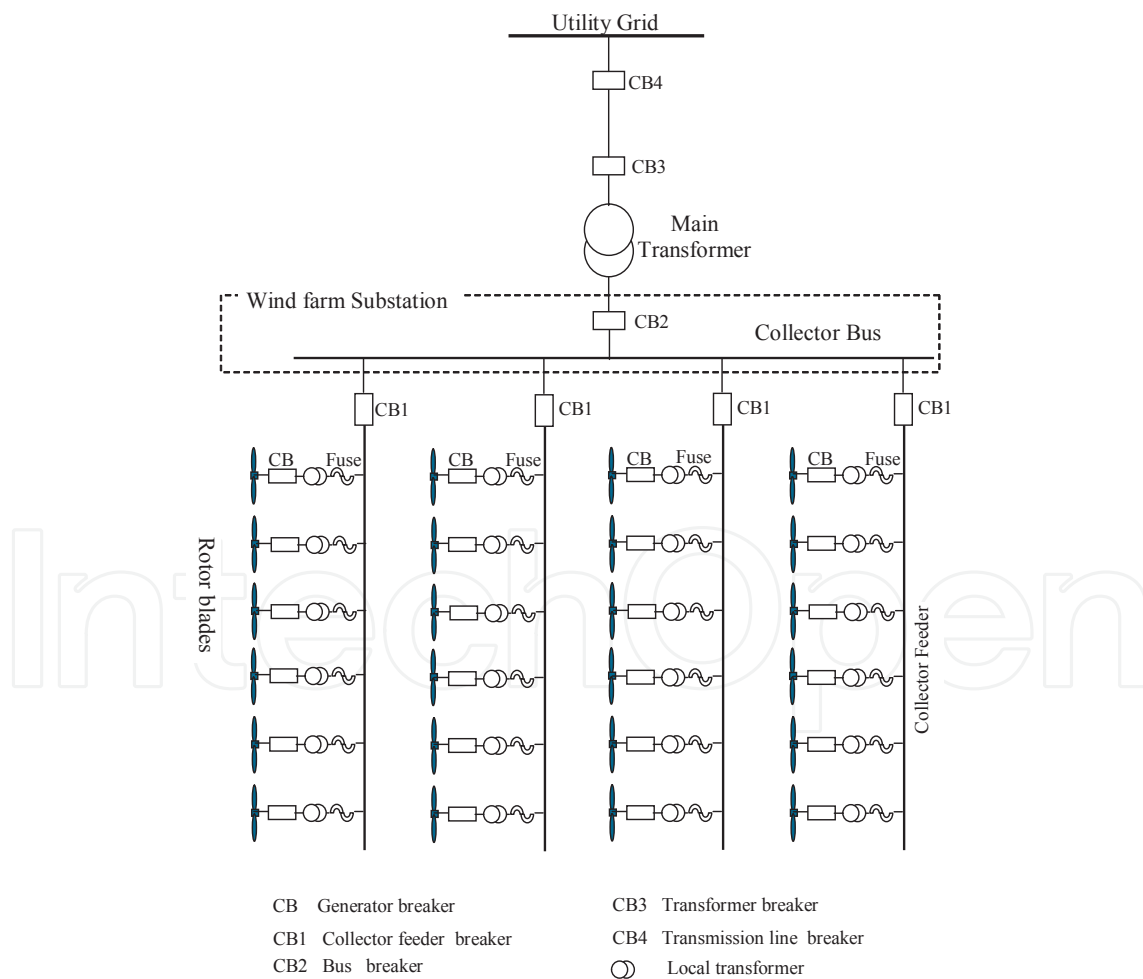 Utility Grid
CB4
CB3
Main
Transformer
Wind farm Substation
CB2
Collector Bus
CB1
CB1
CB1
CB1
CB Fuse
CB Fuse
CB Fuse
CB Fuse
Rotor blades
Collector Feeder
IntechOpen
CB Generator breaker
CB1 Collector feeder breaker
CB2 Bus breaker
CB3 Transformer breaker
CB4 Transmission line breaker
Local transformer